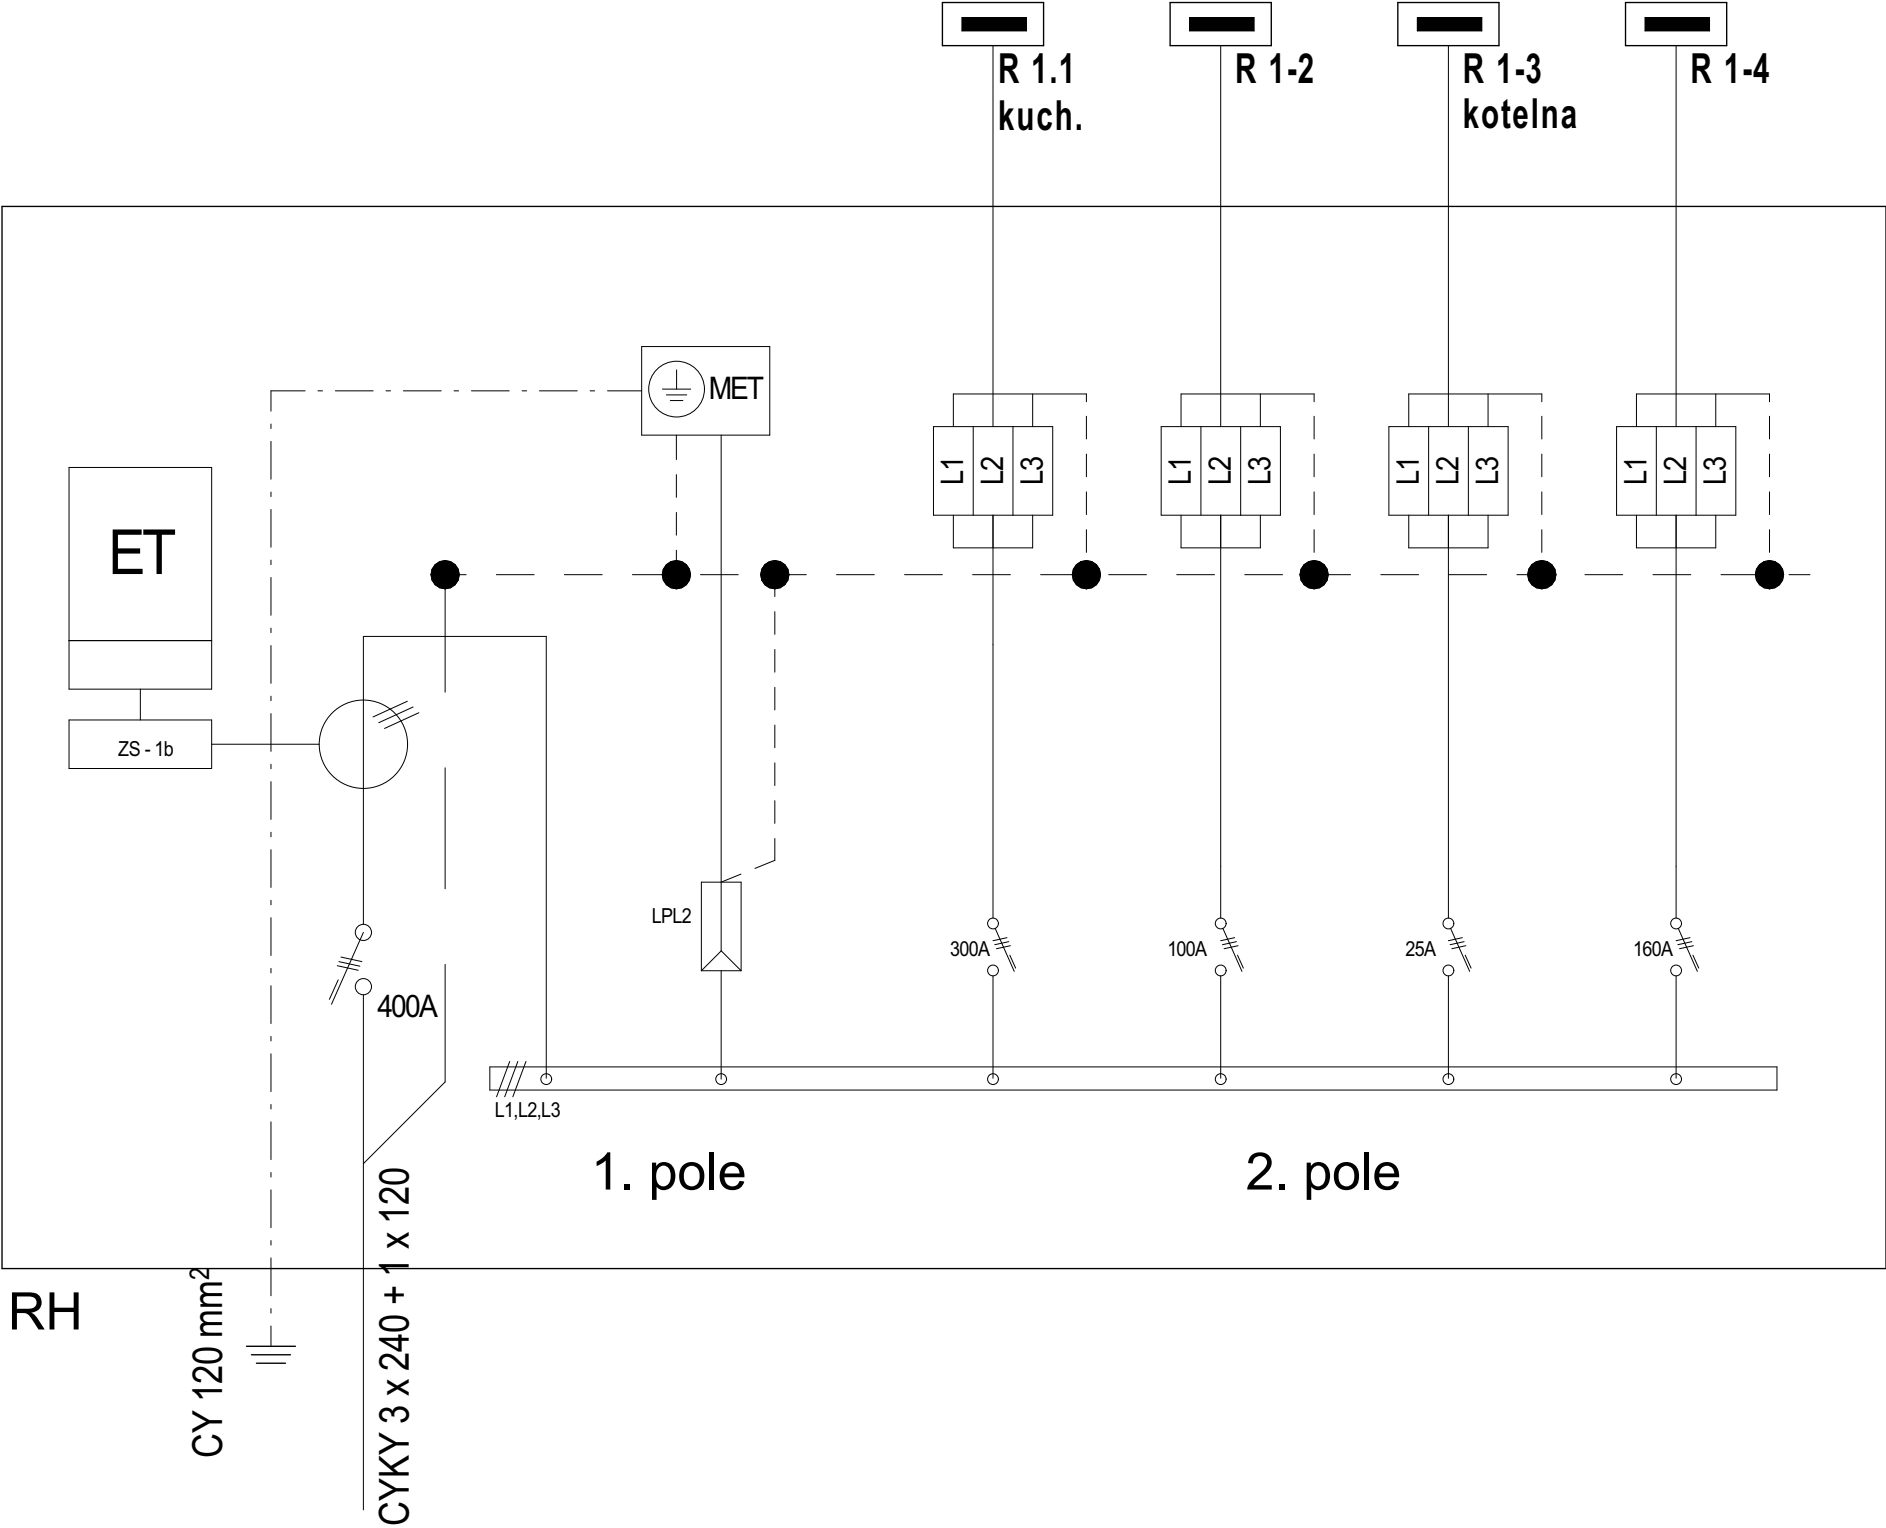 R 1.1
kuch.
R 1-2
R 1-3
kotelna
R 1-4
MET
L1
L2
L3
L1
L2
L3
L1
L2
L3
L1
L2
L3
ET
ZS - 1b
LPL2
300A
100A
25A
160A
400A
L1,L2,L3
1. pole
2. pole
RH
CY 120 mm²
CYKY 3 x 240 + 1 x 120